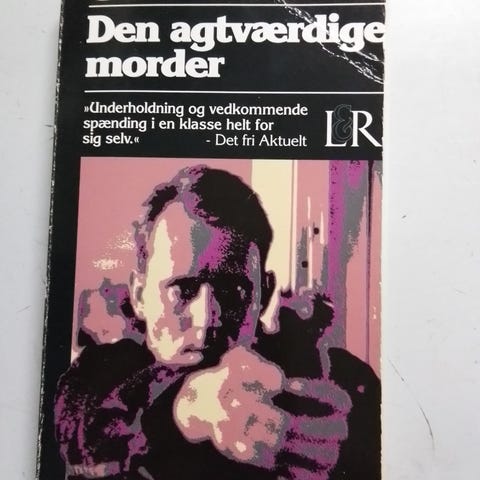 Den agtværdige
morder
»Underholdning og vedkommende
spænding i en klasse helt for
sig selv.«
- Det fri Aktuelt
L&R